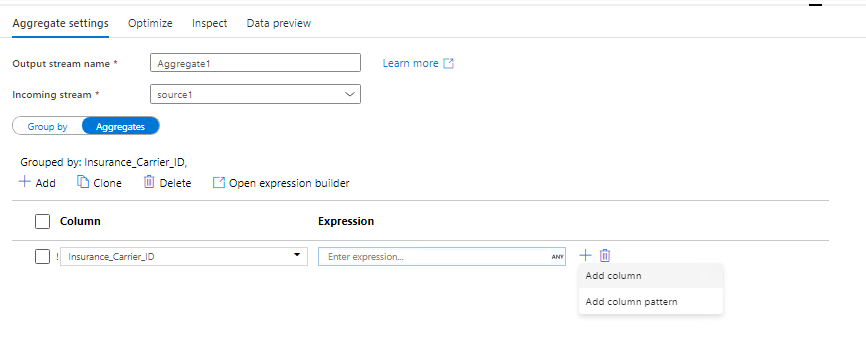 Aggregate settings Optimize Inspect Data preview
Output stream name * Aggregate1 Learn more
Incoming stream * source1
Group by Aggregates
Grouped by: Insurance_Carrier_ID,
Add Clone Delete Open expression builder
Column Expression
! Insurance_Carrier_ID Enter expression... ANY
Add column
Add column pattern